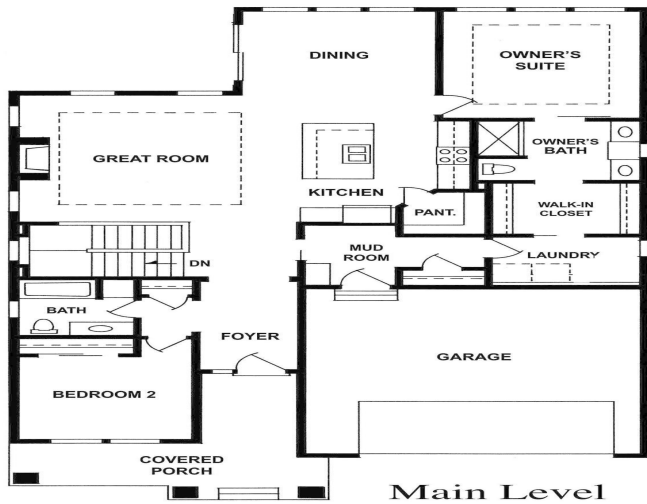 DINING
OWNER'S
SUITE
GREAT ROOM
OWNER'S
BATH
KITCHEN
PANT.
WALK-IN
CLOSET
MUD
ROOM
LAUNDRY
DN
BATH
FOYER
GARAGE
BEDROOM 2
COVERED
PORCH
Main Level